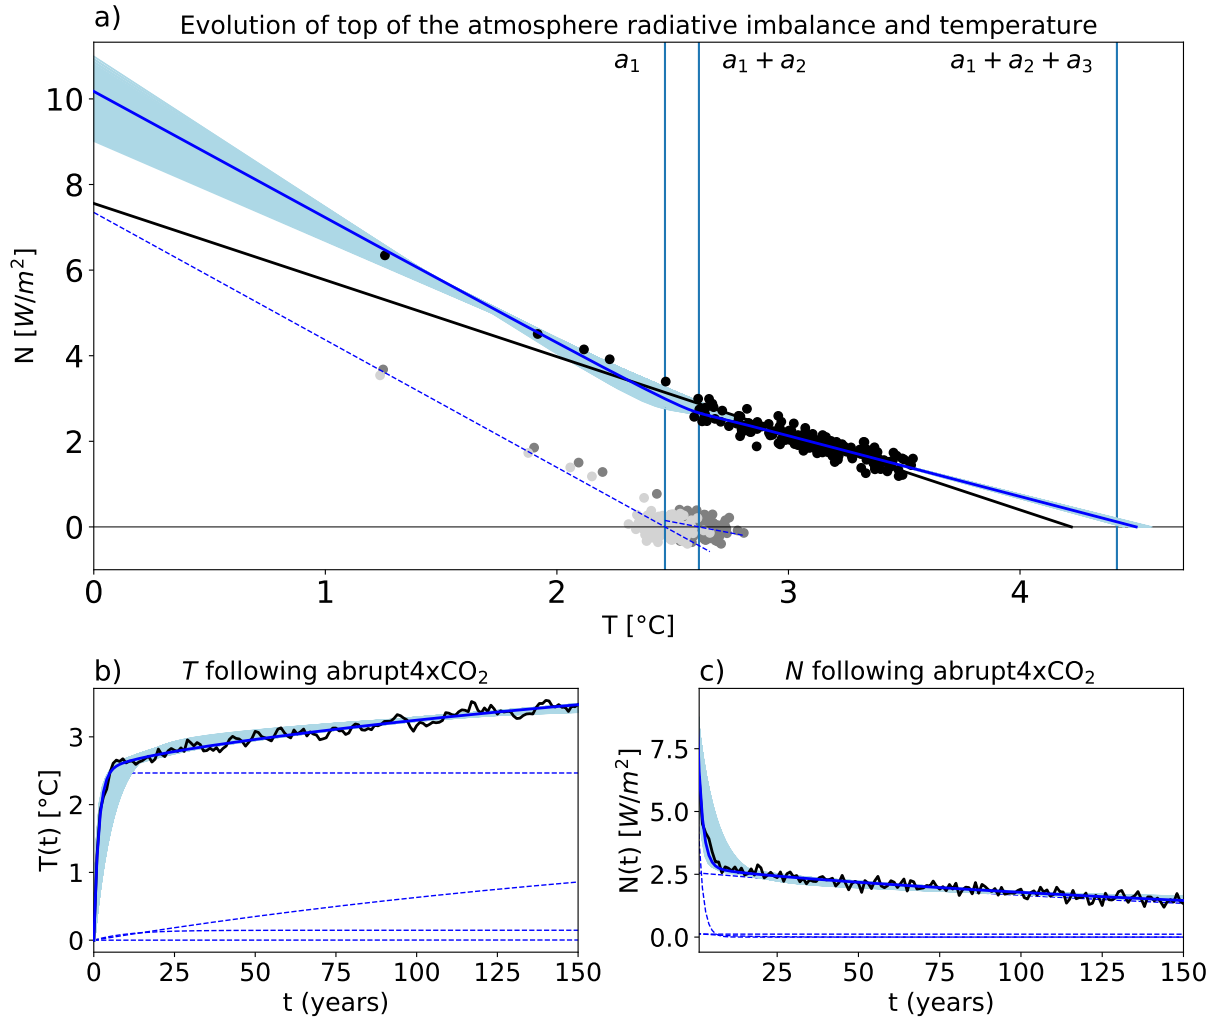 a)
Evolution of top of the atmosphere radiative imbalance and temperature
a₁
a₁ + a₂
a₁ + a₂ + a₃
N [W/m²]
10
8
6
4
2
0
0 1 2 3 4
T [°C]
b)
T following abrupt4xCO₂
T(t) [°C]
3
2
1
0
0 25 50 75 100 125 150
t (years)
c)
N following abrupt4xCO₂
N(t) [W/m²]
7.5
5.0
2.5
0.0
25 50 75 100 125 150
t (years)